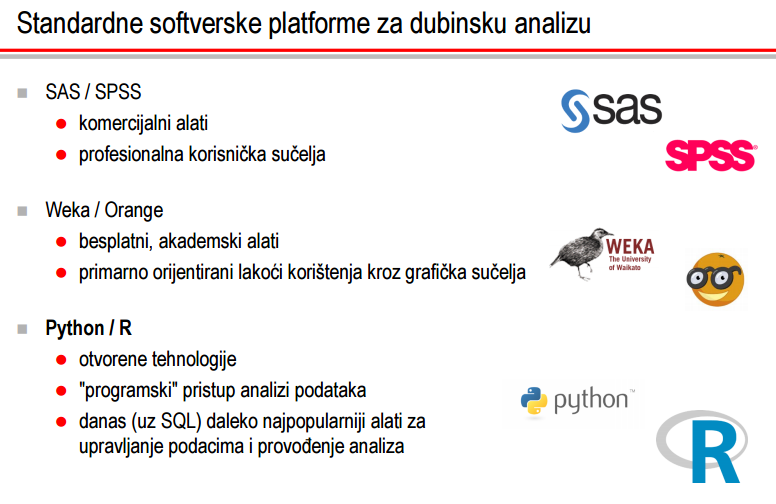 Standardne softverske platforme za dubinsku analizu
SAS / SPSS
komercijalni alati
profesionalna korisnička sučelja
sas
SPSS®
Weka / Orange
besplatni, akademski alati
primarno orijentirani lakoći korištenja kroz grafička sučelja
WEKA
The University
of Waikato
Python / R
otvorene tehnologije
"programski" pristup analizi podataka
danas (uz SQL) daleko najpopularniji alati za
upravljanje podacima i provođenje analiza
python™
R